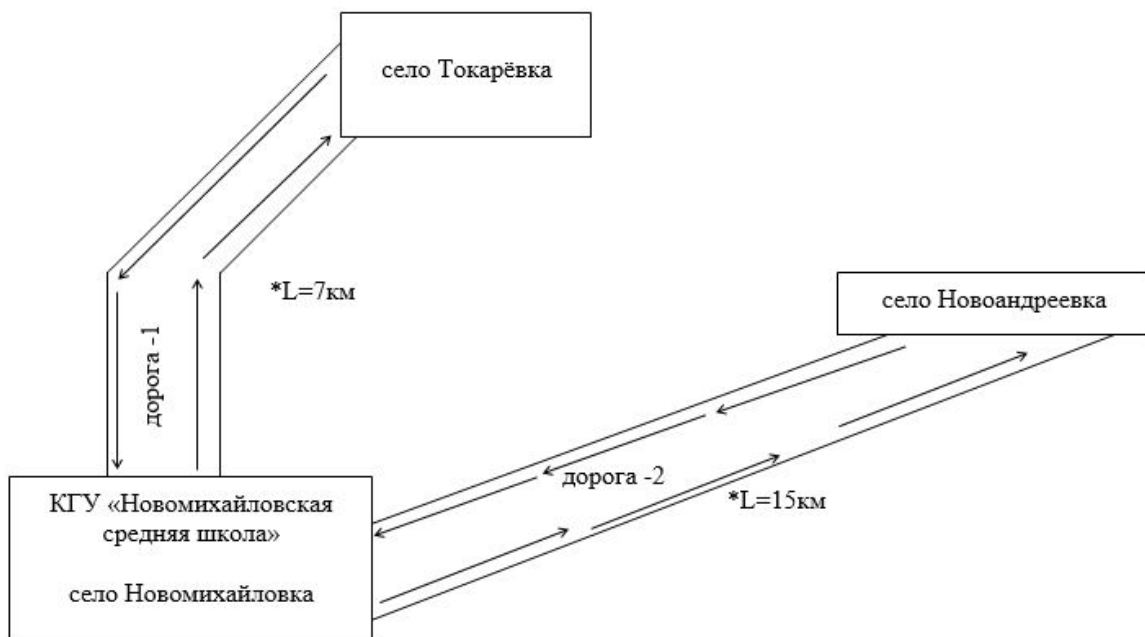 село Токарёвка
*L=7км
село Новоандреевка
дорога -1
дорога -2
*L=15км
КГУ «Новомихайловская
средняя школа»
село Новомихайловка